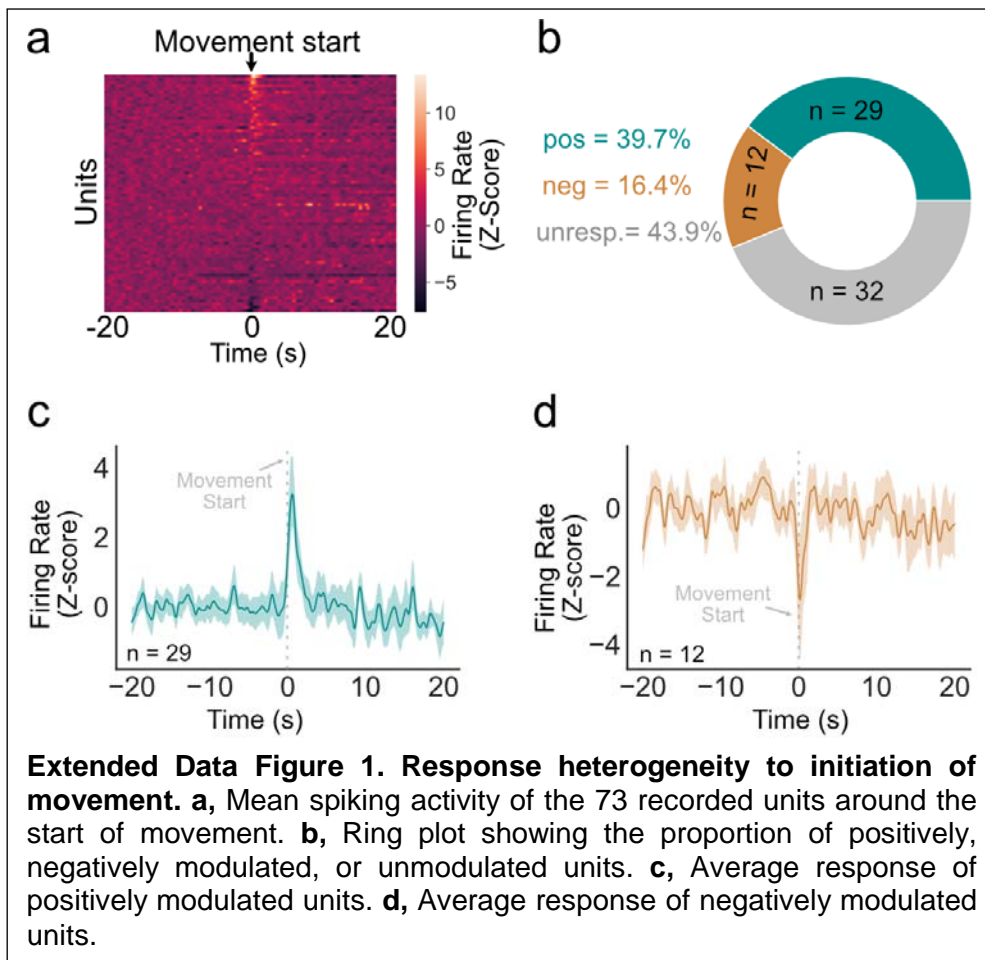 a
Movement start
Units
-20
0
20
Time (s)
10
5
0
−5
Firing Rate
(Z-Score)
b
pos = 39.7%
neg = 16.4%
unresp.= 43.9%
n = 29
n = 12
n = 32
c
Firing Rate
(Z-score)
4
2
0
Movement
Start
n = 29
−20
−10
0
10
20
Time (s)
d
Firing Rate
(Z-score)
0
−2
−4
Movement
Start
n = 12
−20
−10
0
10
20
Time (s)
Extended Data Figure 1. Response heterogeneity to initiation of
movement. a, Mean spiking activity of the 73 recorded units around the
start of movement. b, Ring plot showing the proportion of positively,
negatively modulated, or unmodulated units. c, Average response of
positively modulated units. d, Average response of negatively modulated
units.